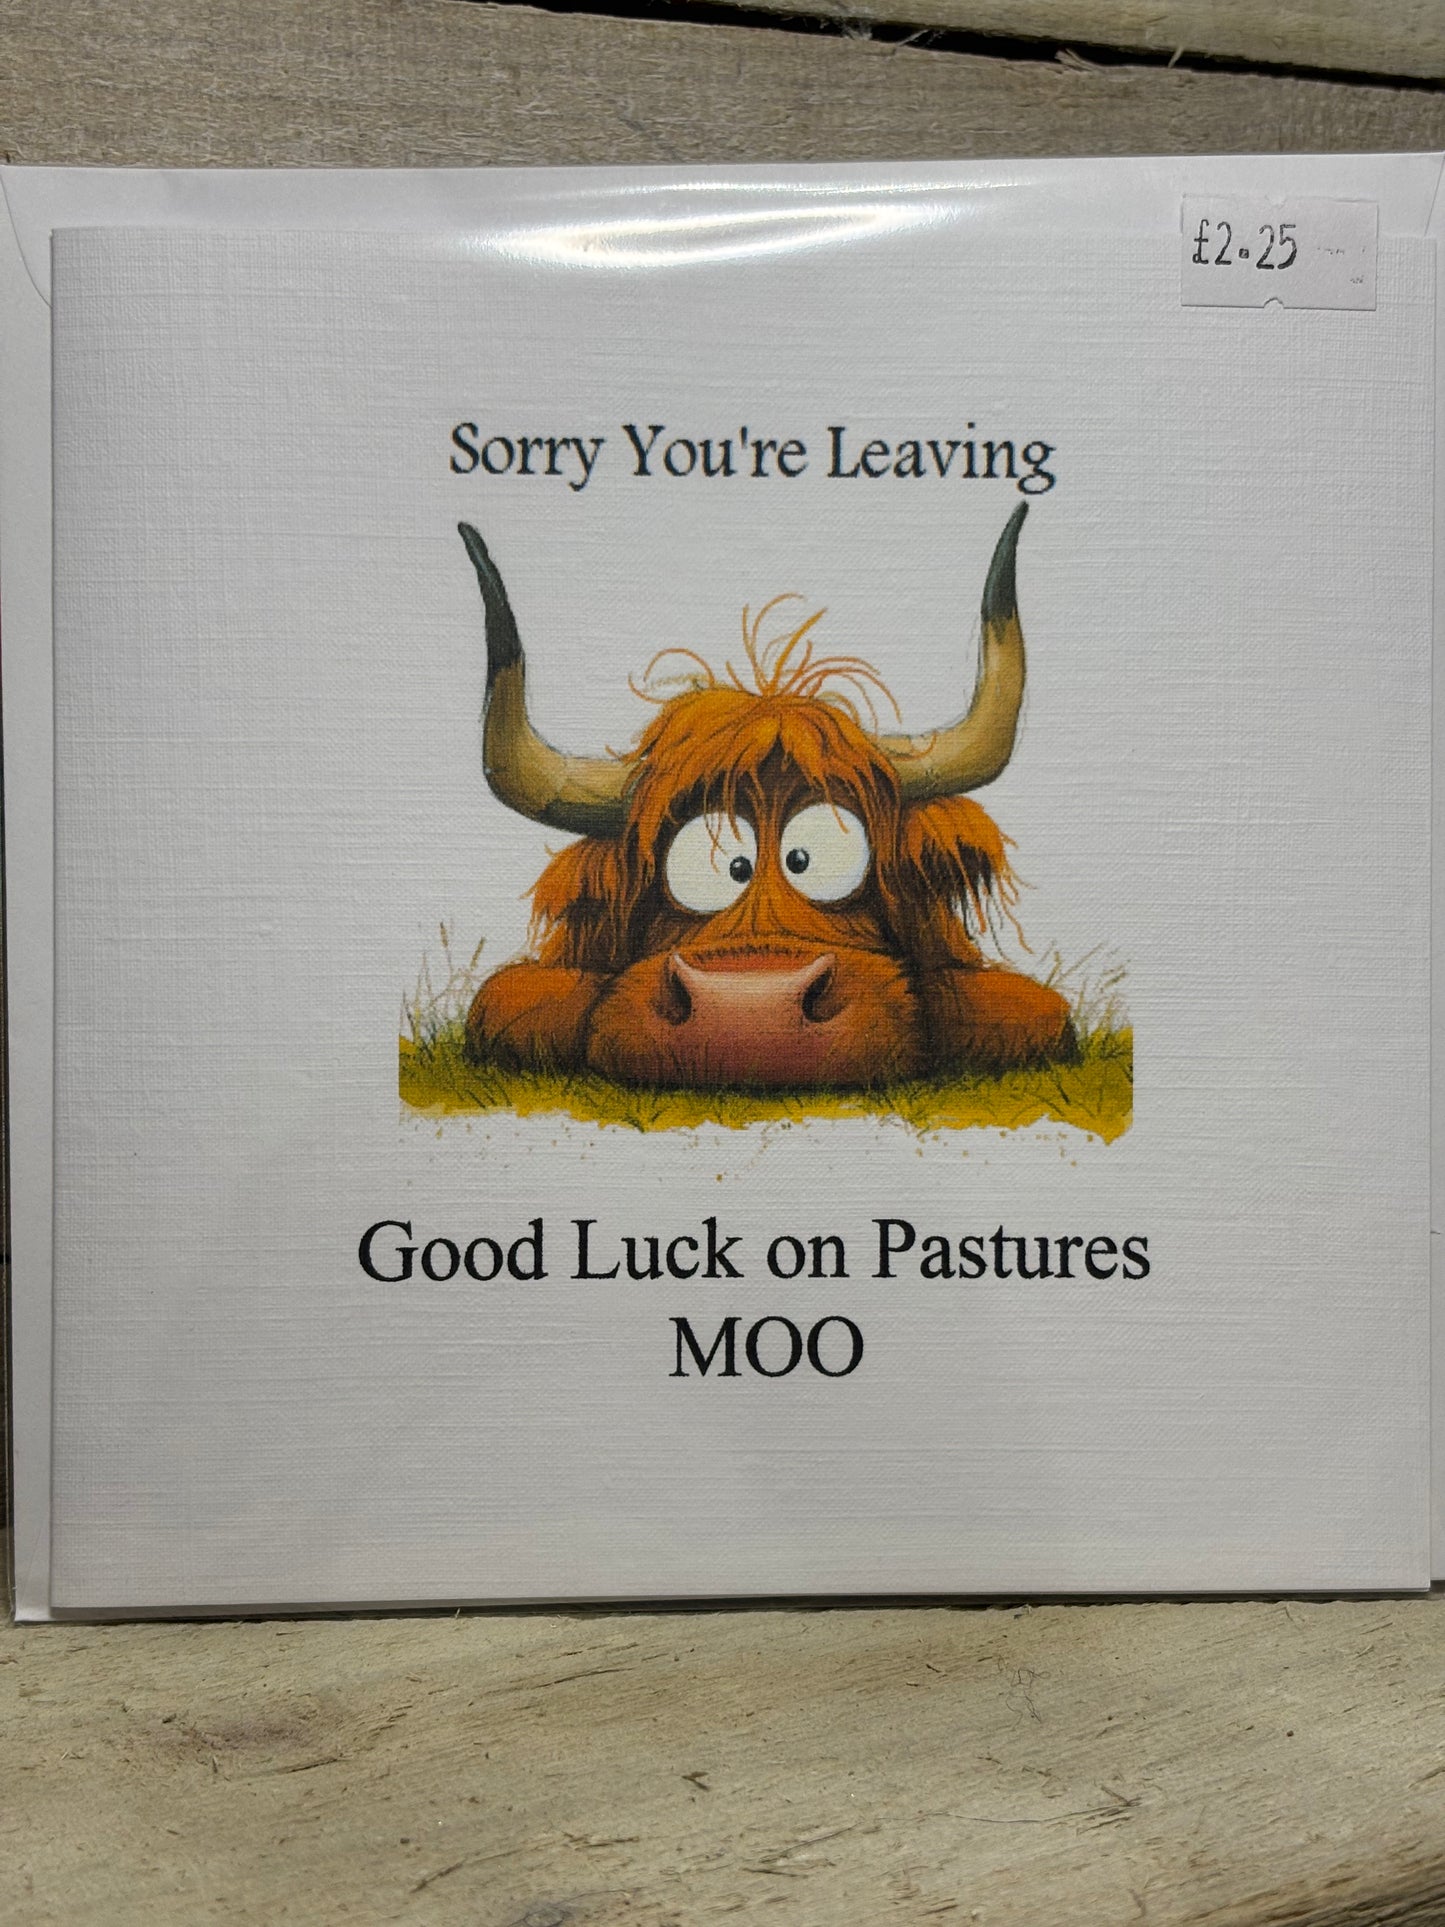 £2.25
Sorry You're Leaving
Good Luck on Pastures
MOO